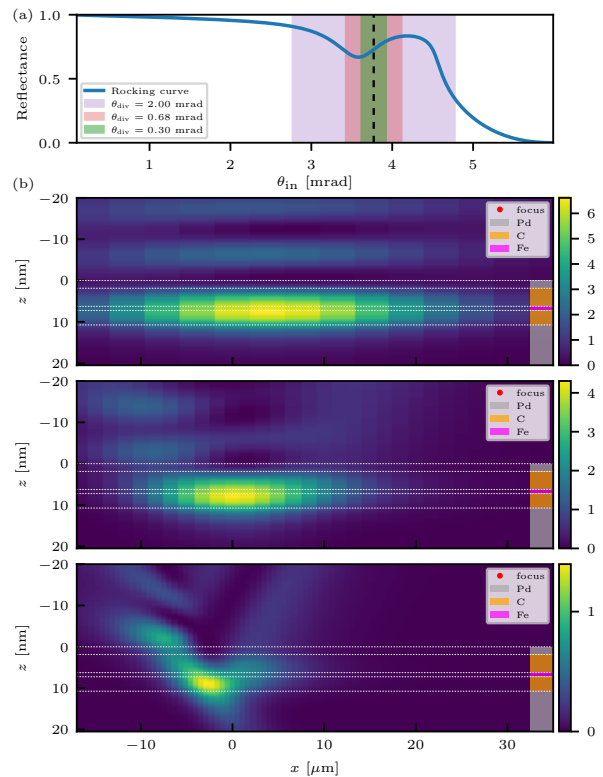 (a)
1.0
0.5
0.0
Reflectance
Rocking curve
θdiv = 2.00 mrad
θdiv = 0.68 mrad
θdiv = 0.30 mrad
1 2 3 4 5
θin [mrad]
(b)
−20
−10
0
10
20
z [nm]
focus
Pd
C
Fe
6
5
4
3
2
1
0
−20
−10
0
10
20
z [nm]
focus
Pd
C
Fe
4
3
2
1
0
−20
−10
0
10
20
z [nm]
focus
Pd
C
Fe
1
0
−10 0 10 20 30
x [μm]